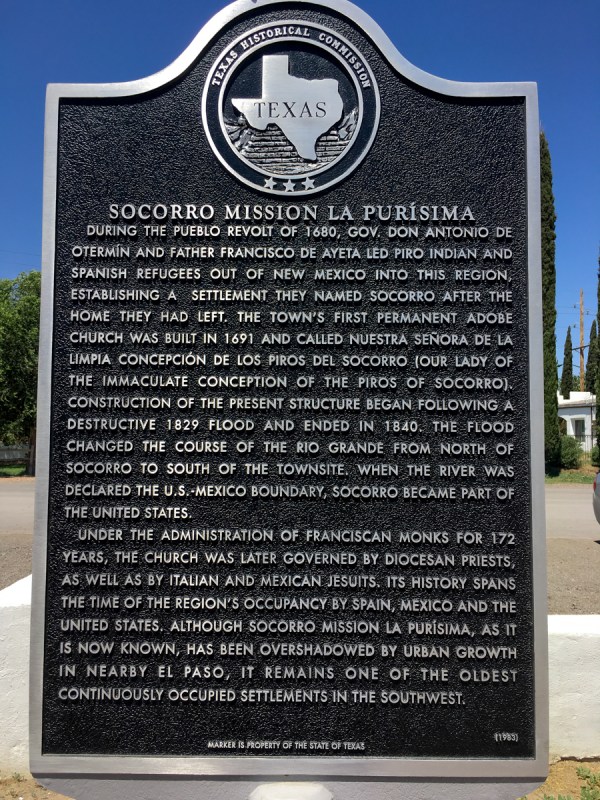 TEXAS HISTORICAL COMMISSION
TEXAS
SOCORRO MISSION LA PURÍSIMA
DURING THE PUEBLO REVOLT OF 1680, GOV. DON ANTONIO DE
OTERMÍN AND FATHER FRANCISCO DE AYETA LED PIRO INDIAN AND
SPANISH REFUGEES OUT OF NEW MEXICO INTO THIS REGION,
ESTABLISHING A SETTLEMENT THEY NAMED SOCORRO AFTER THE
HOME THEY HAD LEFT. THE TOWN'S FIRST PERMANENT ADOBE
CHURCH WAS BUILT IN 1691 AND CALLED NUESTRA SEÑORA DE LA
LIMPIA CONCEPCIÓN DE LOS PIROS DEL SOCORRO (OUR LADY OF
THE IMMACULATE CONCEPTION OF THE PIROS OF SOCORRO).
CONSTRUCTION OF THE PRESENT STRUCTURE BEGAN FOLLOWING A
DESTRUCTIVE 1829 FLOOD AND ENDED IN 1840. THE FLOOD
CHANGED THE COURSE OF THE RIO GRANDE FROM NORTH OF
SOCORRO TO SOUTH OF THE TOWNSITE. WHEN THE RIVER WAS
DECLARED THE U.S.-MEXICO BOUNDARY, SOCORRO BECAME PART OF
THE UNITED STATES.
UNDER THE ADMINISTRATION OF FRANCISCAN MONKS FOR 172
YEARS, THE CHURCH WAS LATER GOVERNED BY DIOCESAN PRIESTS,
AS WELL AS BY ITALIAN AND MEXICAN JESUITS. ITS HISTORY SPANS
THE TIME OF THE REGION'S OCCUPANCY BY SPAIN, MEXICO AND THE
UNITED STATES. ALTHOUGH SOCORRO MISSION LA PURÍSIMA, AS IT
IS NOW KNOWN, HAS BEEN OVERSHADOWED BY URBAN GROWTH
IN NEARBY EL PASO, IT REMAINS ONE OF THE OLDEST
CONTINUOUSLY OCCUPIED SETTLEMENTS IN THE SOUTHWEST.
(1983)
MARKER IS PROPERTY OF THE STATE OF TEXAS